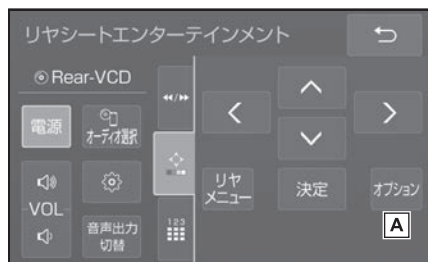 リヤシートエンターテインメント
Rear-VCD
電源
オーディオ選択
VOL
音声出力
切替
123
リヤ
メニュー
決定
オプション
A